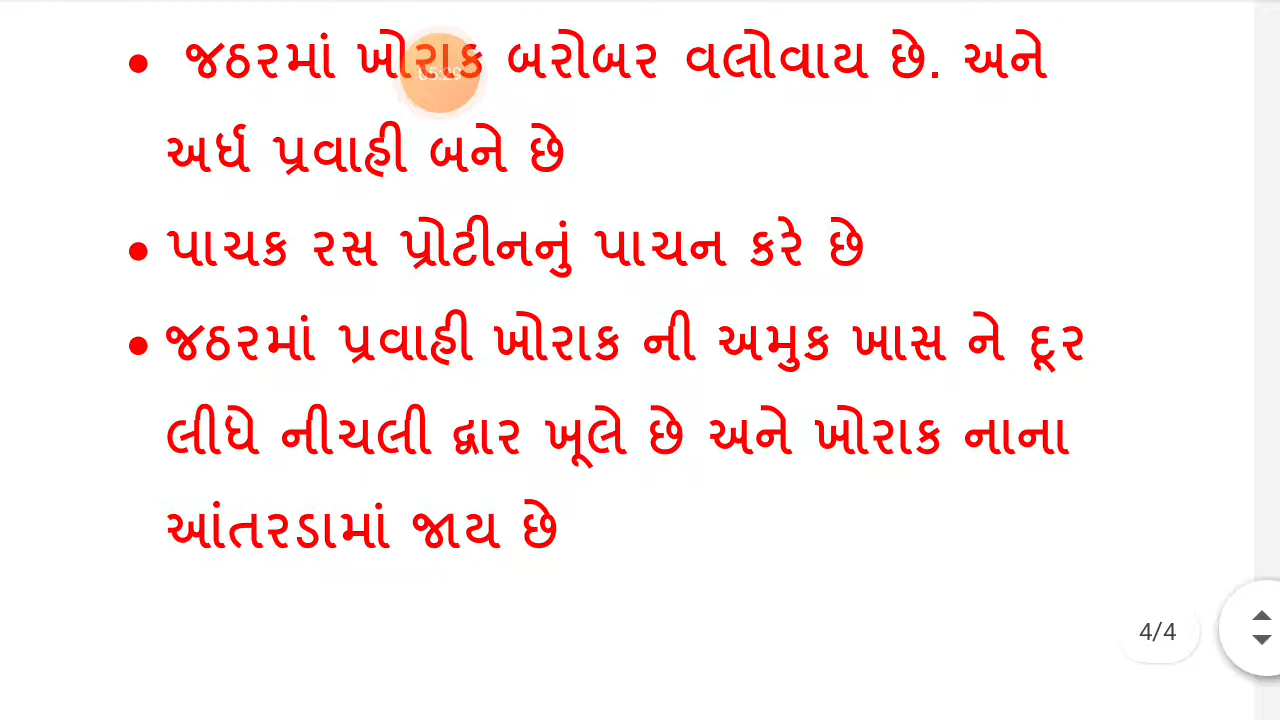 • જઠરમાં ખોરાક બરોબર વલોવાય છે. અને
અર્ધ પ્રવાહી બને છે
• પાચક રસ પ્રોટીનનું પાચન કરે છે
• જઠરમાં પ્રવાહી ખોરાક ની અમુક ખાસ ને દૂર
લીધે નીચલી દ્વાર ખૂલે છે અને ખોરાક નાના
આંતરડામાં જાય છે
4/4